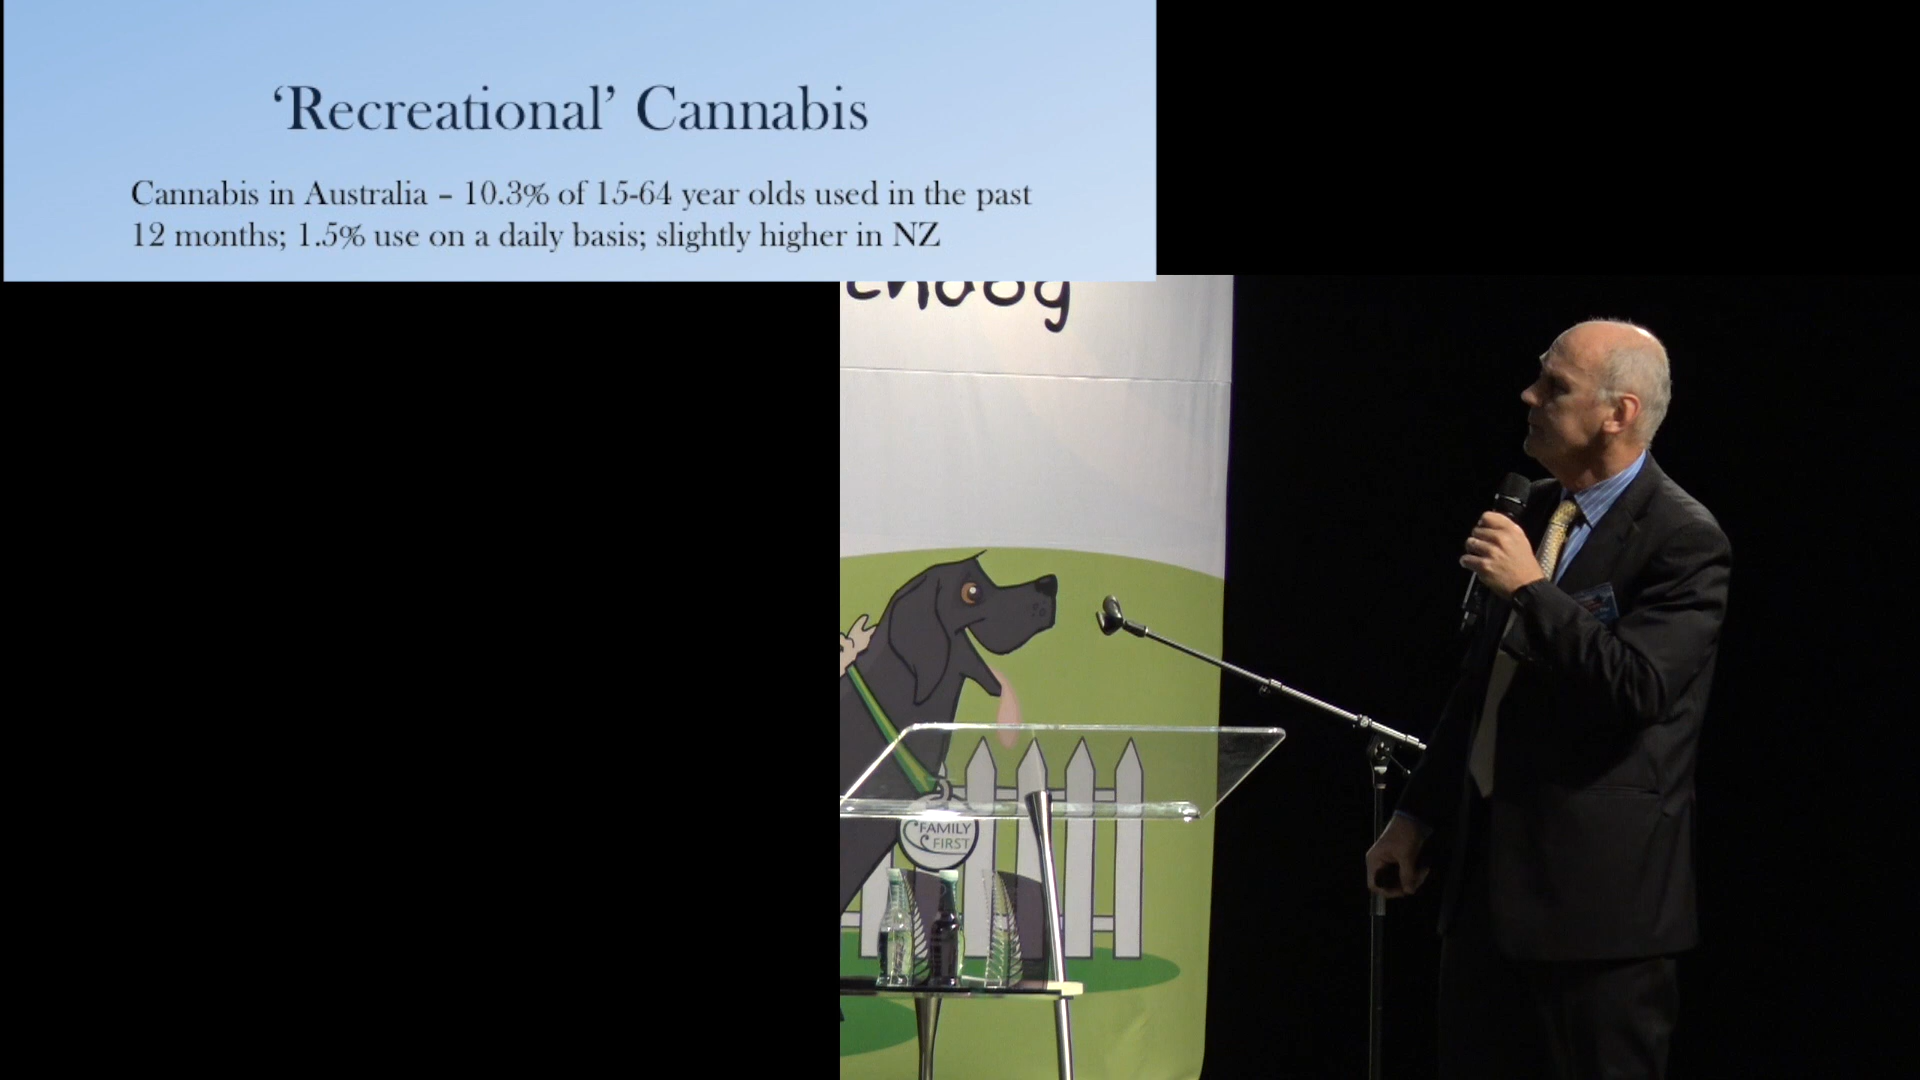 ‘Recreational’ Cannabis
Cannabis in Australia – 10.3% of 15-64 year olds used in the past
12 months; 1.5% use on a daily basis; slightly higher in NZ
FAMILY
FIRST